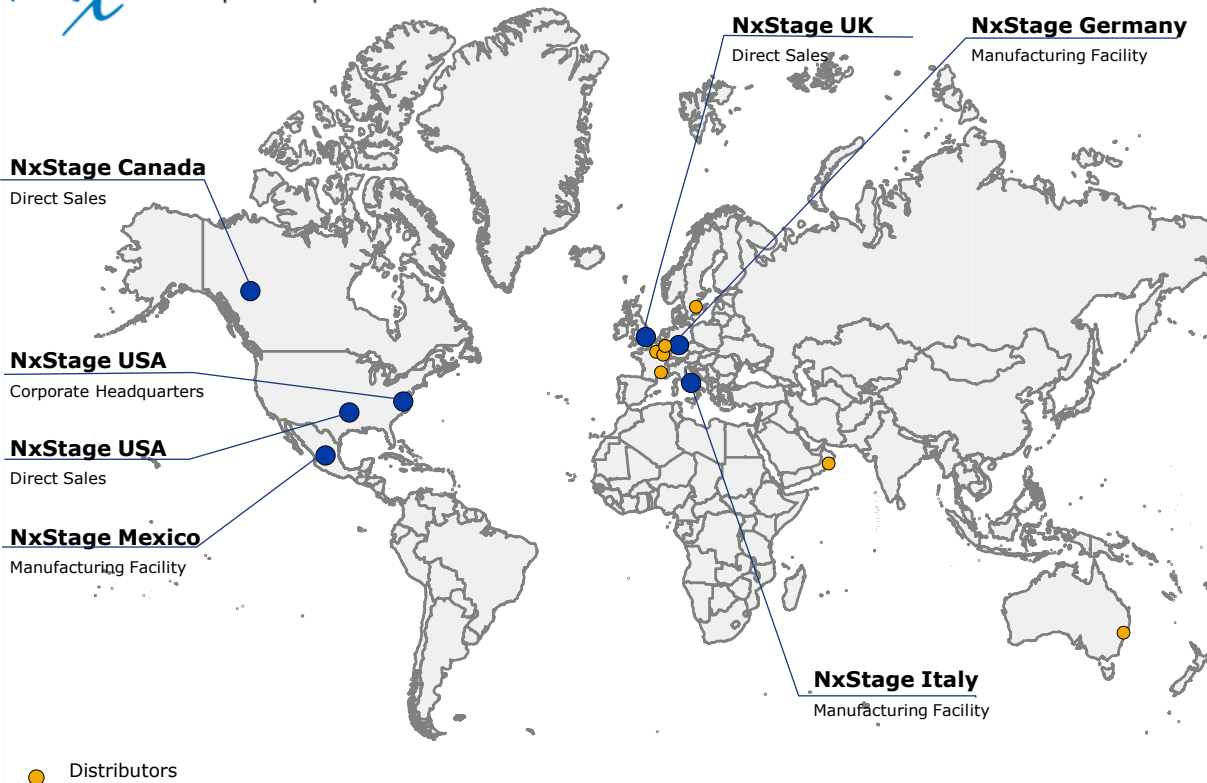 NxStage UK
Direct Sales
NxStage Germany
Manufacturing Facility
NxStage Canada
Direct Sales
NxStage USA
Corporate Headquarters
NxStage USA
Direct Sales
NxStage Mexico
Manufacturing Facility
NxStage Italy
Manufacturing Facility
Distributors